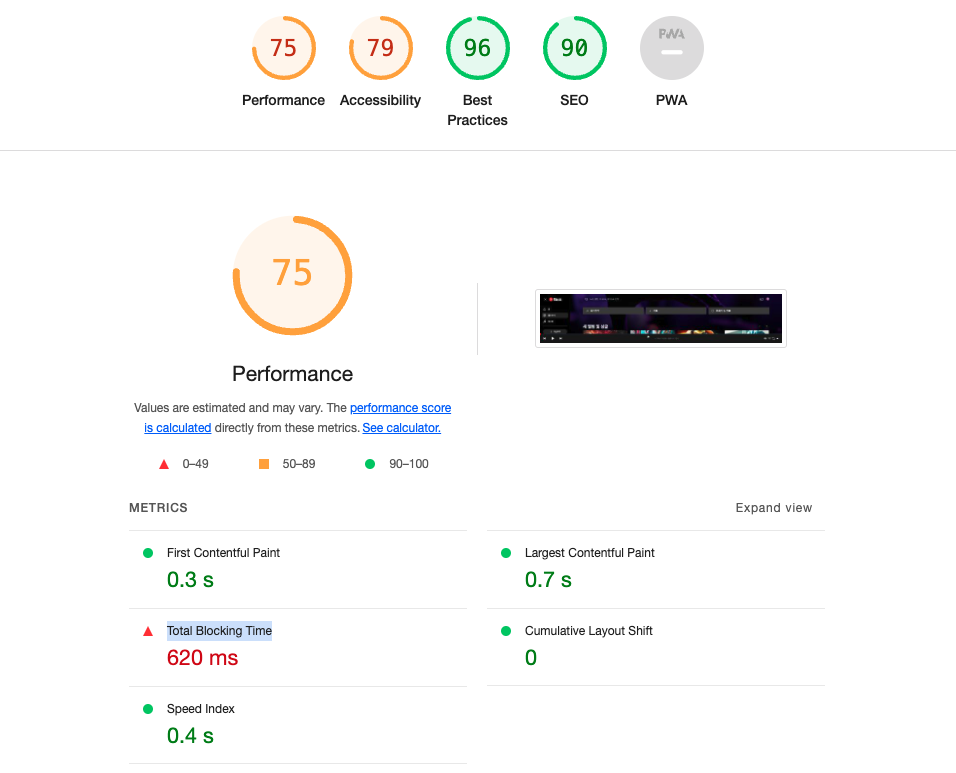 75
79
96
90
PWA
Performance
Accessibility
Best
Practices
SEO
PWA
75
Performance
Values are estimated and may vary. The performance score
is calculated directly from these metrics. See calculator.
0–49
50–89
90–100
METRICS
Expand view
First Contentful Paint
0.3 s
Largest Contentful Paint
0.7 s
Total Blocking Time
620 ms
Cumulative Layout Shift
0
Speed Index
0.4 s